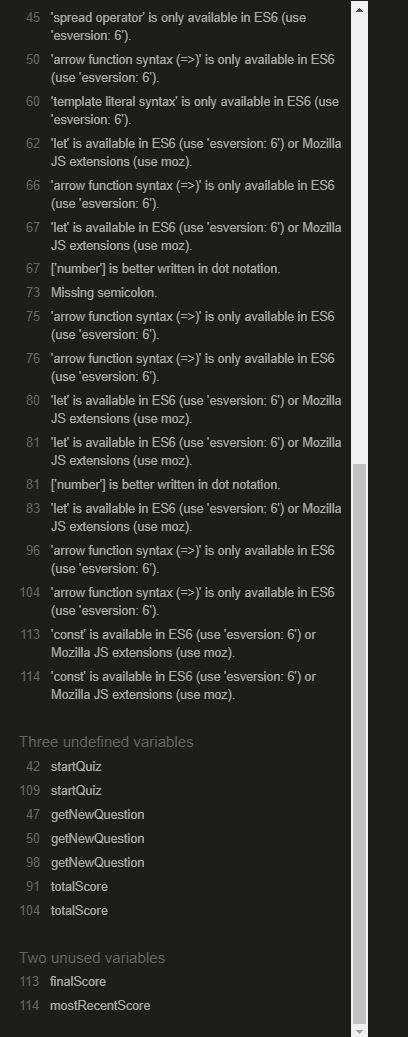 45 'spread operator' is only available in ES6 (use
'esversion: 6').
50 'arrow function syntax (=>)' is only available in ES6
(use 'esversion: 6').
60 'template literal syntax' is only available in ES6 (use
'esversion: 6').
62 'let' is available in ES6 (use 'esversion: 6') or Mozilla
JS extensions (use moz).
66 'arrow function syntax (=>)' is only available in ES6
(use 'esversion: 6').
67 'let' is available in ES6 (use 'esversion: 6') or Mozilla
JS extensions (use moz).
67 ['number'] is better written in dot notation.
73 Missing semicolon.
75 'arrow function syntax (=>)' is only available in ES6
(use 'esversion: 6').
76 'arrow function syntax (=>)' is only available in ES6
(use 'esversion: 6').
80 'let' is available in ES6 (use 'esversion: 6') or Mozilla
JS extensions (use moz).
81 'let' is available in ES6 (use 'esversion: 6') or Mozilla
JS extensions (use moz).
81 ['number'] is better written in dot notation.
83 'let' is available in ES6 (use 'esversion: 6') or Mozilla
JS extensions (use moz).
96 'arrow function syntax (=>)' is only available in ES6
(use 'esversion: 6').
104 'arrow function syntax (=>)' is only available in ES6
(use 'esversion: 6').
113 'const' is available in ES6 (use 'esversion: 6') or
Mozilla JS extensions (use moz).
114 'const' is available in ES6 (use 'esversion: 6') or
Mozilla JS extensions (use moz).
Three undefined variables
42 startQuiz
109 startQuiz
47 getNewQuestion
50 getNewQuestion
98 getNewQuestion
91 totalScore
104 totalScore
Two unused variables
113 finalScore
114 mostRecentScore